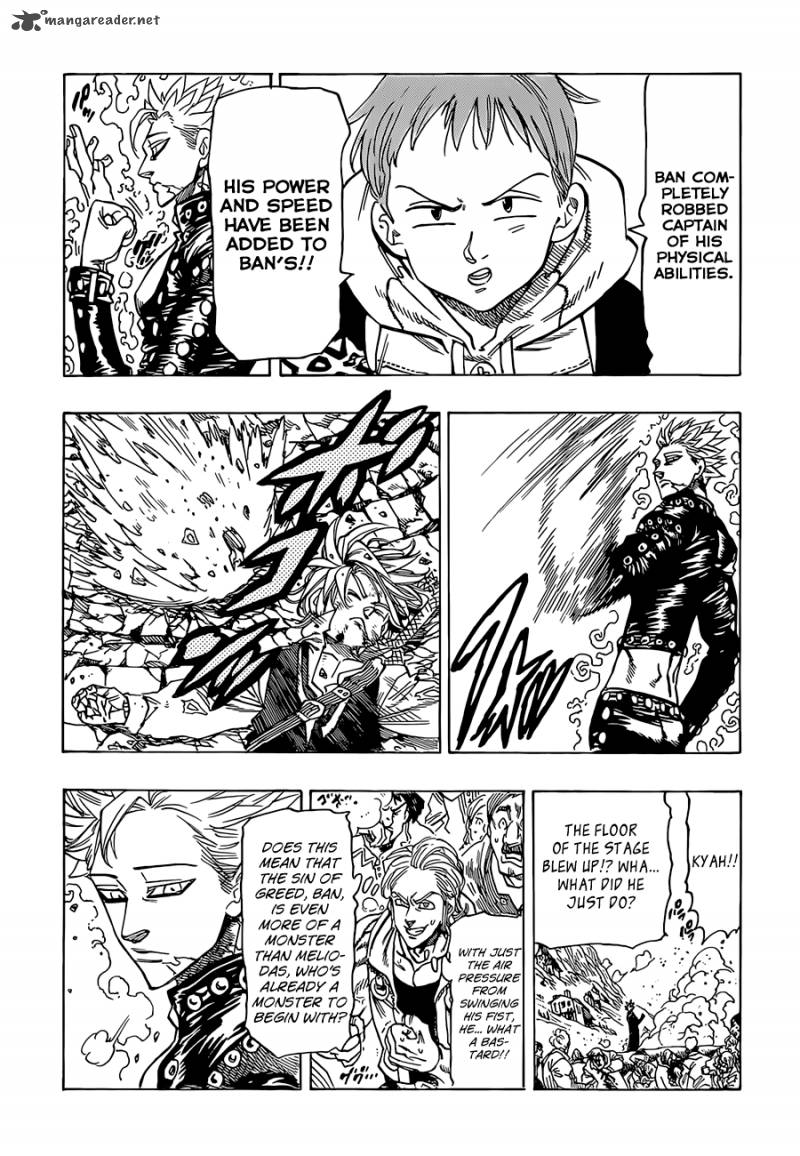 mangareader.net
BAN COM-
PLETELY
ROBBED
CAPTAIN
OF HIS
PHYSICAL
ABILITIES.
HIS POWER
AND SPEED
HAVE BEEN
ADDED TO
BAN'S!!
KYAH!!
THE FLOOR
OF THE STAGE
BLEW UP!? WHA...
WHAT DID HE
JUST DO?
WITH JUST
THE AIR
PRESSURE
FROM
SWINGING
HIS FIST,
HE... WHAT
A BAS-
TARD!!
DOES THIS
MEAN THAT
THE SIN OF
GREED, BAN,
IS EVEN
MORE OF A
MONSTER
THAN MELIO-
DAS, WHO'S
ALREADY A
MONSTER TO
BEGIN WITH?